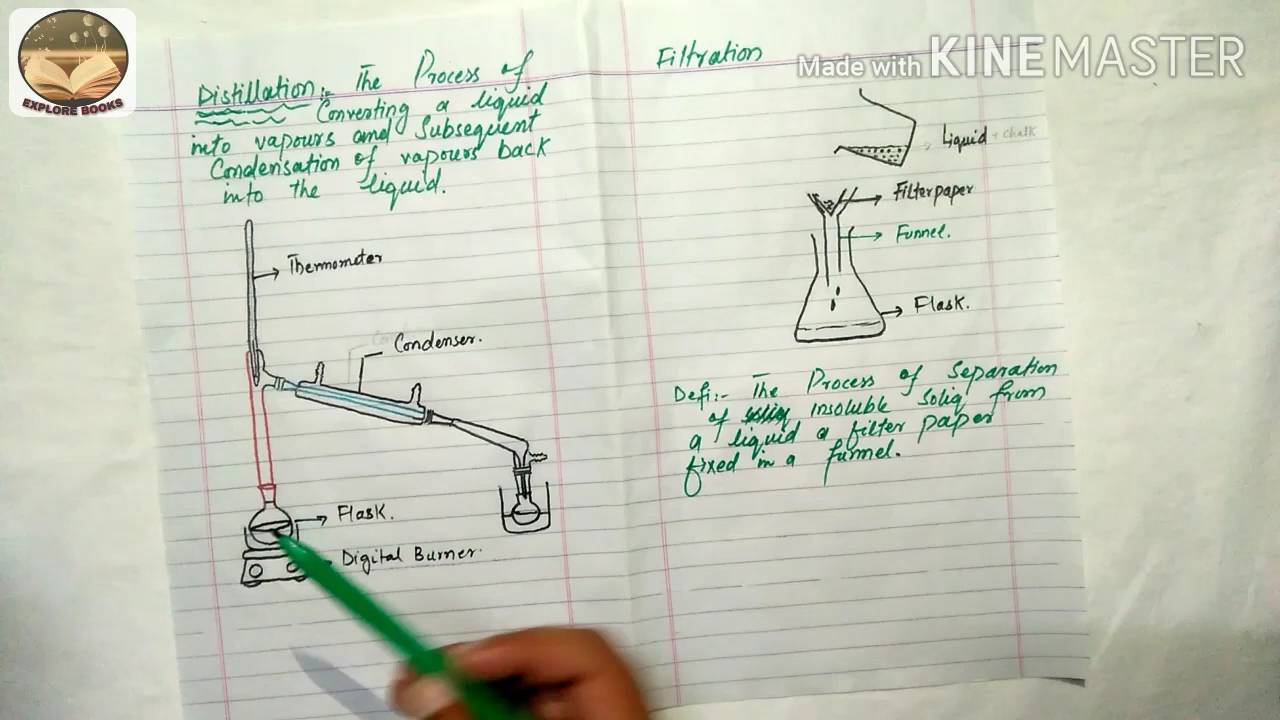 EXPLORE BOOKS
Made with KINEMASTER
Distillation:- The Process of
Converting a liquid
into vapours and Subsequent
Condensation of vapours back
into the liquid.
Thermometer
Condenser.
Flask.
Digital Burner.
Filtration
Liquid + chalk
Filterpaper
Funnel.
Flask.
Defi:- The Process of Separation
of insoluble soliq from
a liquid a filter paper
fixed in a funnel.